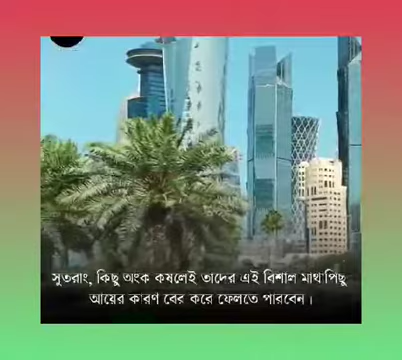 সুতরাং, কিছু অংক কষলেই তাদের এই বিশাল মাথাপিছু
আয়ের কারণ বের করে ফেলতে পারবেন।